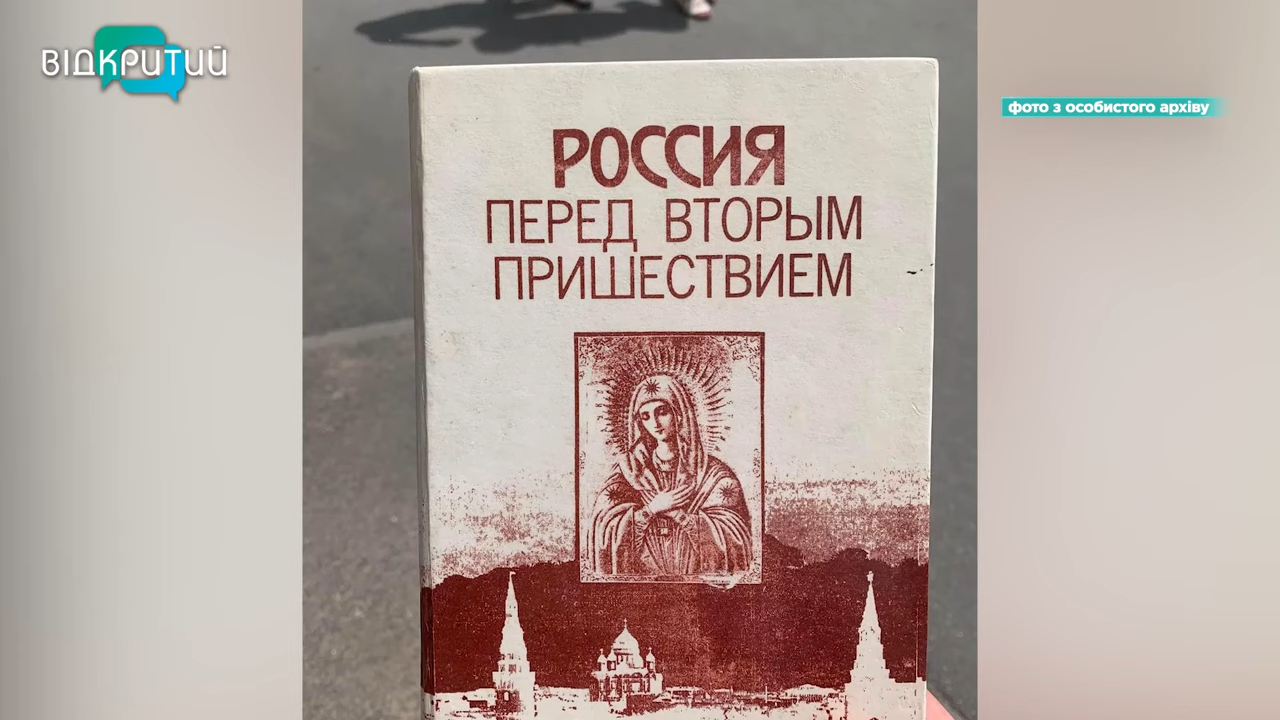 ВІДКРИТИЙ
фото з особистого архіву
РОССИЯ
ПЕРЕД ВТОРЫМ
ПРИШЕСТВИЕМ